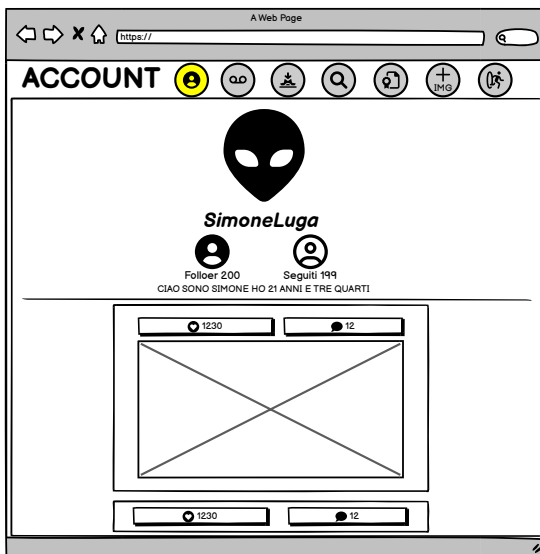 A Web Page
https://
ACCOUNT
IMG
SimoneLuga
Folloer 200 Seguiti 199
CIAO SONO SIMONE HO 21 ANNI E TRE QUARTI
1230 12
1230 12